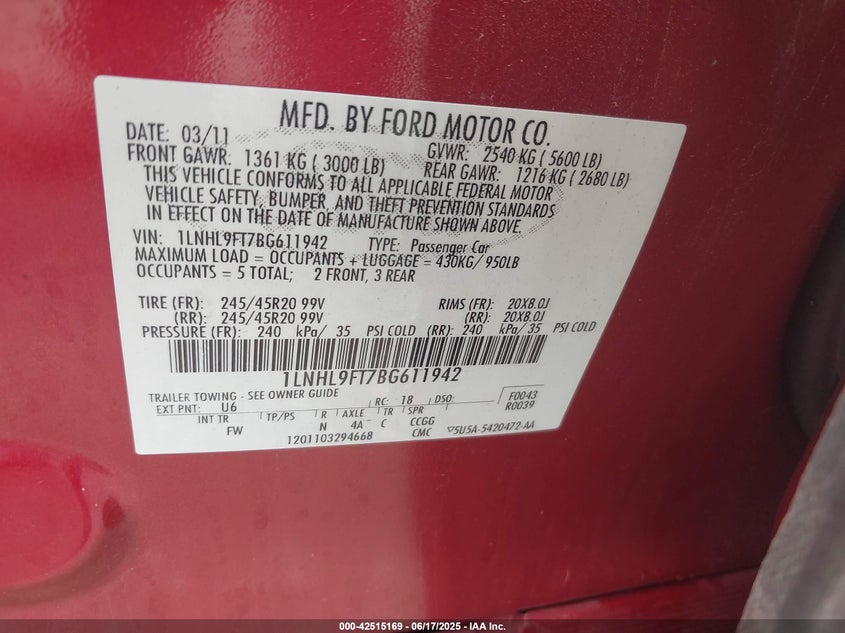 MFD. BY FORD MOTOR CO.
DATE: 03/11 GVWR: 2540 KG ( 5600 LB)
FRONT GAWR: 1361 KG ( 3000 LB) REAR GAWR: 1216 KG ( 2680 LB)
THIS VEHICLE CONFORMS TO ALL APPLICABLE FEDERAL MOTOR
VEHICLE SAFETY, BUMPER, AND THEFT PREVENTION STANDARDS
IN EFFECT ON THE DATE OF MANUFACTURE SHOWN ABOVE.
VIN: 1LNHL9FT7BG611942 TYPE: Passenger Car
MAXIMUM LOAD = OCCUPANTS + LUGGAGE = 430KG/ 950LB
OCCUPANTS = 5 TOTAL; 2 FRONT, 3 REAR
TIRE (FR): 245/45R20 99V RIMS (FR): 20X8.0J
(RR): 245/45R20 99V (RR): 20X8.0J
PRESSURE (FR): 240 kPa/ 35 PSI COLD (RR): 240 kPa/ 35 PSI COLD
1LNHL9FT7BG611942
TRAILER TOWING - SEE OWNER GUIDE
EXT PNT: U6 RC: 18 DSO: F0043
R0039
INT TR TP/PS R AXLE TR SPR
FW N 4A C CCGG
1201103294668 CMC ▽5U5A-5420472-AA
000-42515169 - 06/17/2025 - IAA Inc.